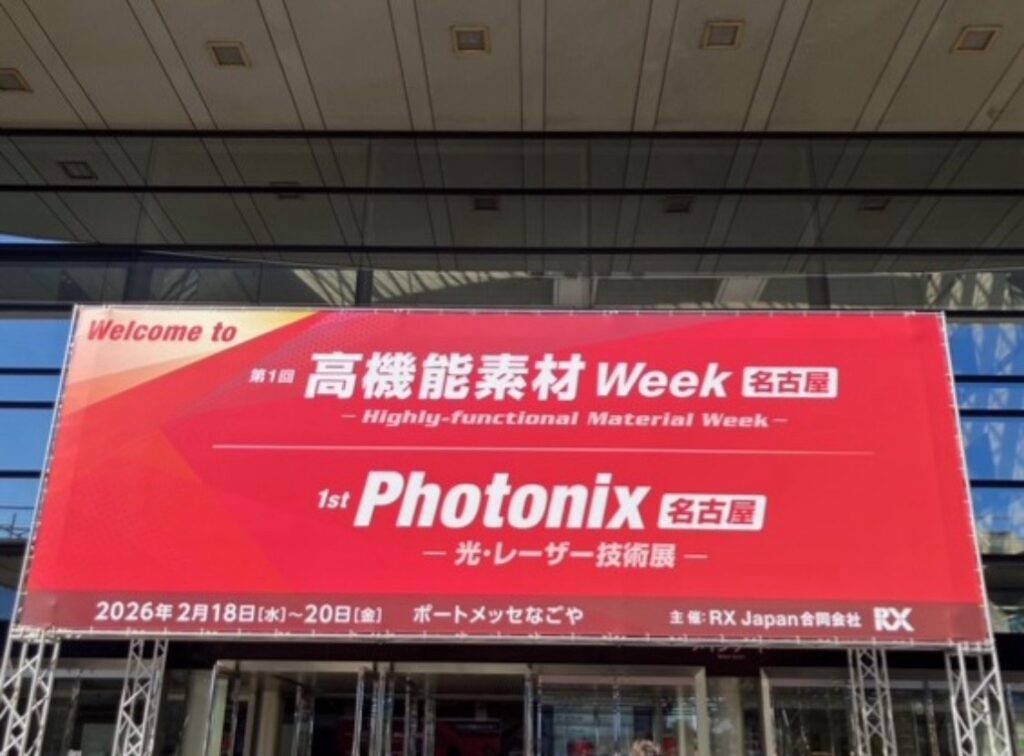 Welcome to
第1回 高機能素材 Week 名古屋
－Highly-functional Material Week－
1st Photonix 名古屋
－光・レーザー技術展－
2026年2月18日[水]～20日[金] ポートメッセなごや 主催:RX Japan合同会社 RX